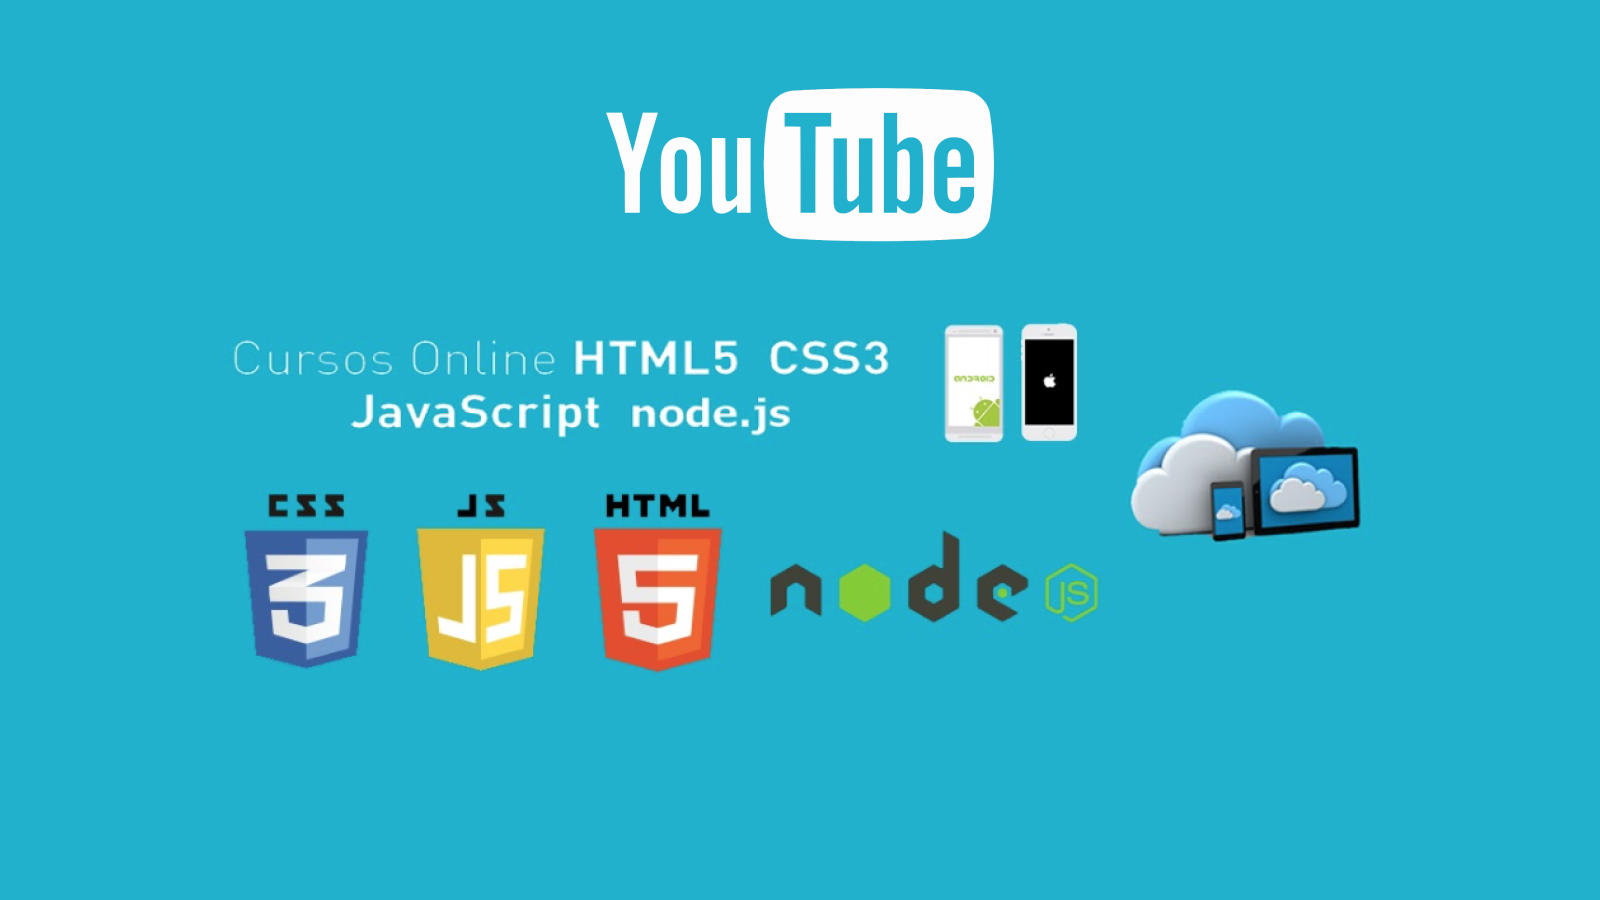 YouTube
Cursos Online HTML5 CSS3
JavaScript node.js
ANDROID
CSS
JS
HTML
3
JS
5
node
JS